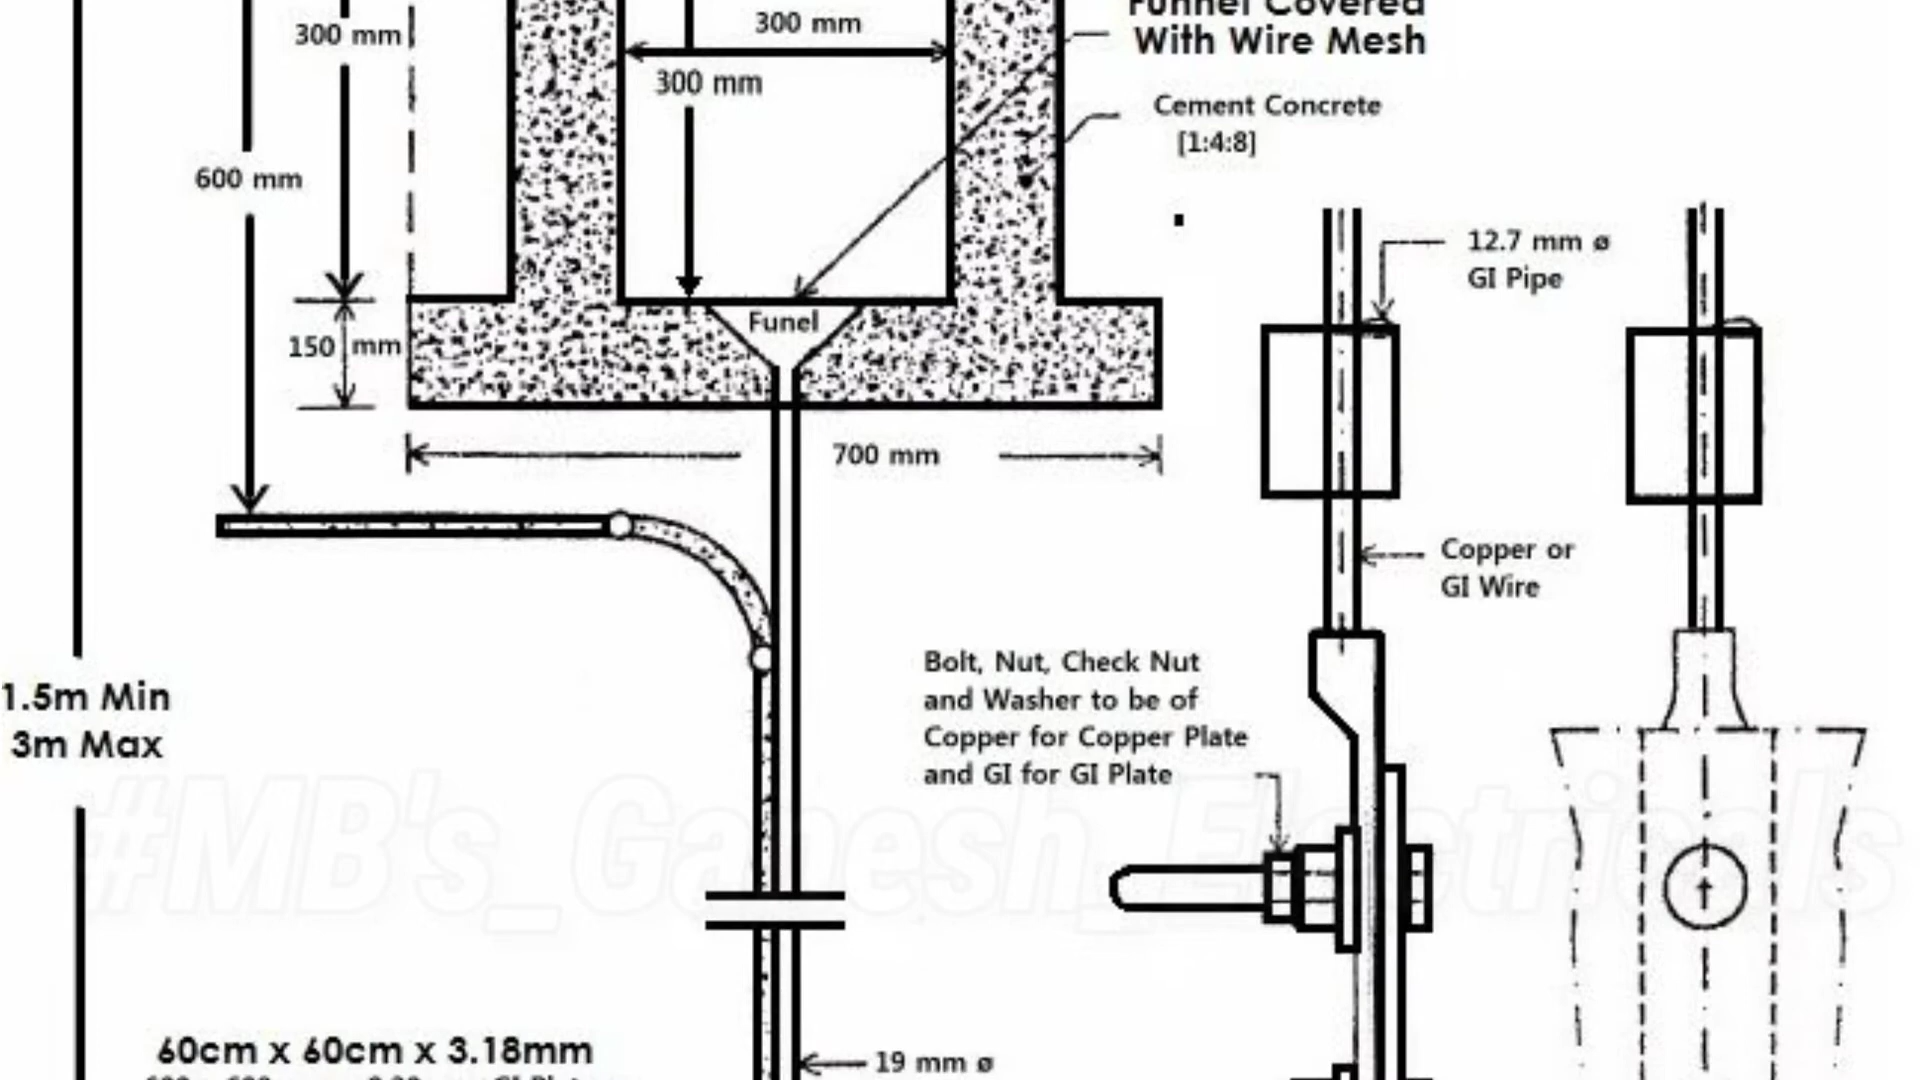 300 mm
300 mm
Funnel Covered
With Wire Mesh
300 mm
Cement Concrete
[1:4:8]
600 mm
12.7 mm ø
GI Pipe
Funel
150 mm
700 mm
Copper or
GI Wire
Bolt, Nut, Check Nut
and Washer to be of
Copper for Copper Plate
and GI for GI Plate
1.5m Min
3m Max
#MB's_Ganesh_Electricals
60cm x 60cm x 3.18mm
19 mm ø